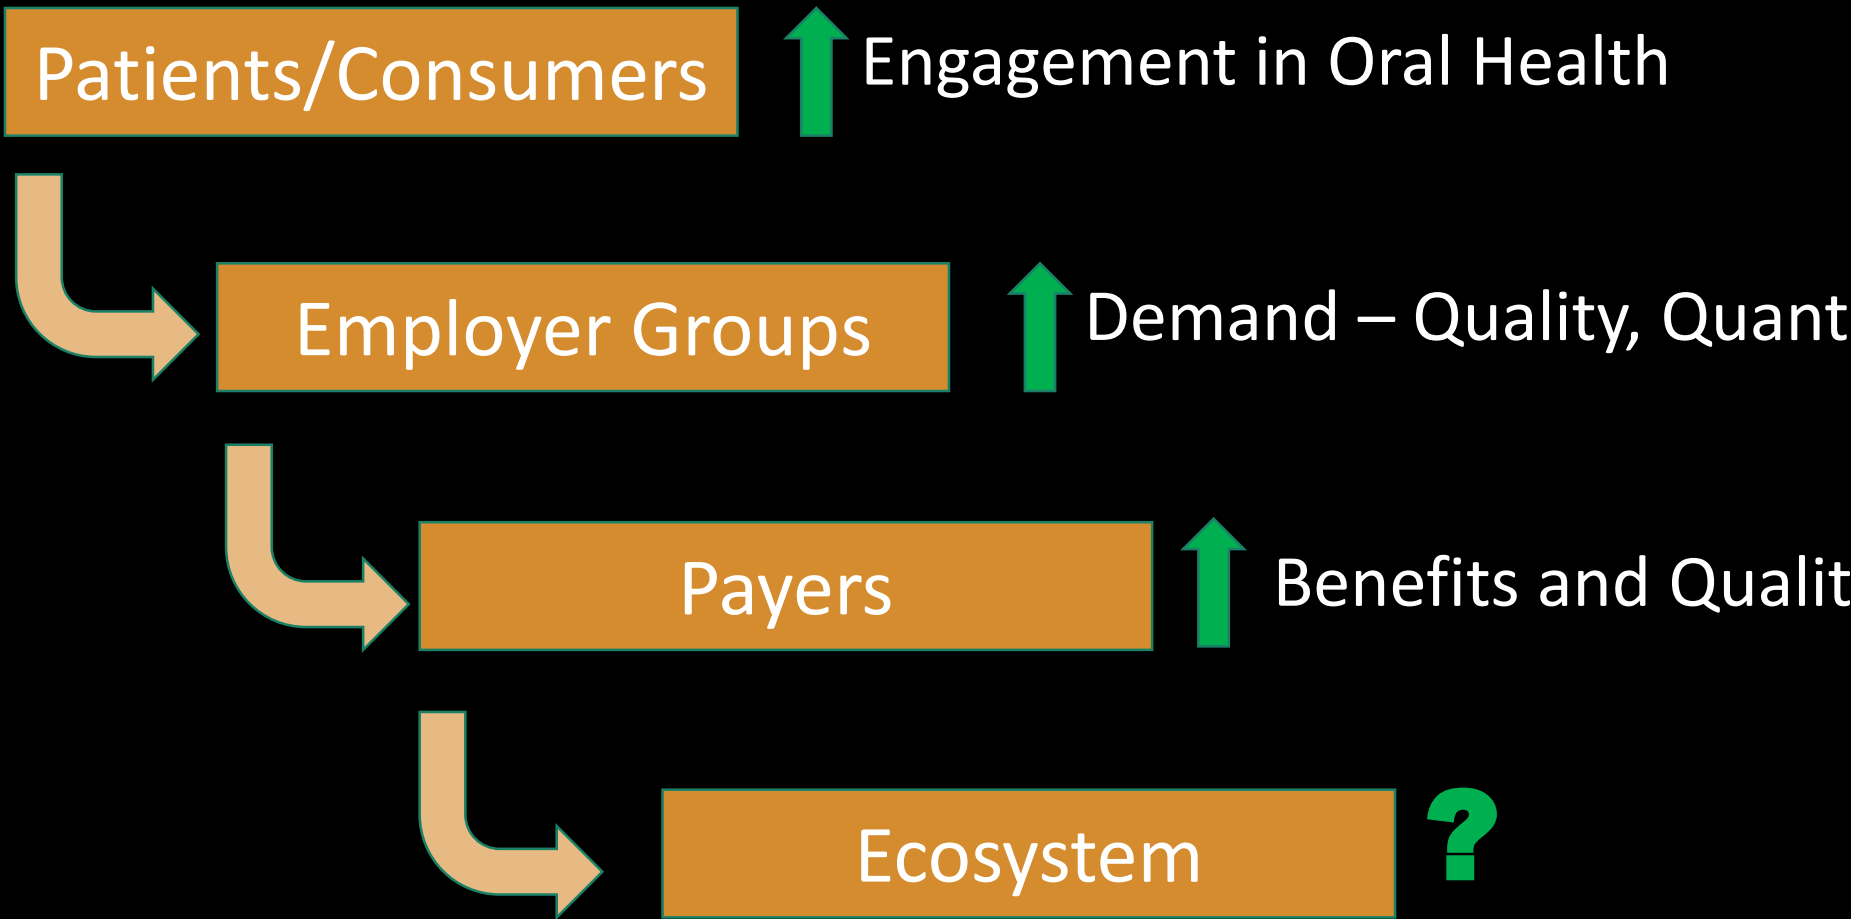 Patients/Consumers
Engagement in Oral Health
Employer Groups
Demand – Quality, Quant
Payers
Benefits and Qualit
Ecosystem
?